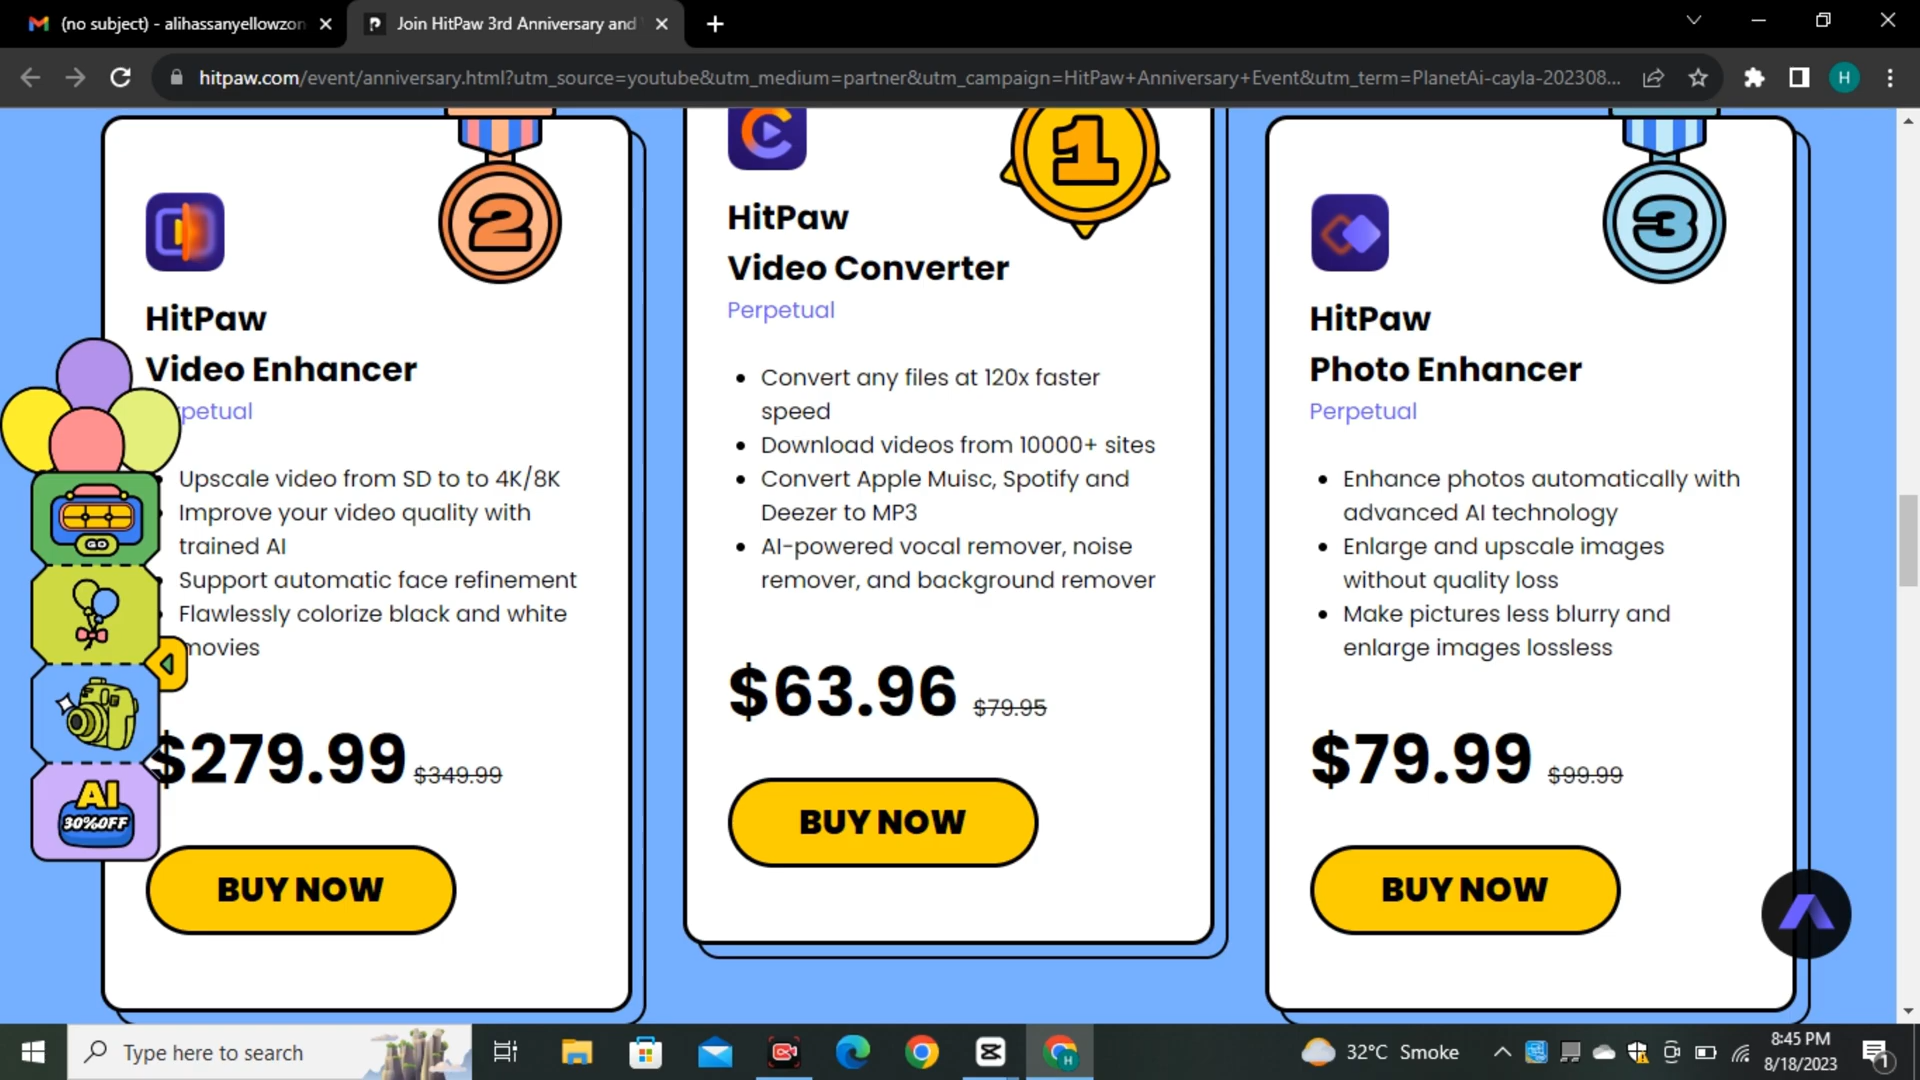 (no subject) - alihassanyellowzon
Join HitPaw 3rd Anniversary and
hitpaw.com/event/anniversary.html?utm_source=youtube&utm_medium=partner&utm_campaign=HitPaw+Anniversary+Event&utm_term=PlanetAi-cayla-202308...
H
2
HitPaw
Video Enhancer
petual
Upscale video from SD to to 4K/8K
Improve your video quality with
trained AI
Support automatic face refinement
Flawlessly colorize black and white
movies
$279.99 $349.99
BUY NOW
1
HitPaw
Video Converter
Perpetual
Convert any files at 120x faster
speed
Download videos from 10000+ sites
Convert Apple Muisc, Spotify and
Deezer to MP3
AI-powered vocal remover, noise
remover, and background remover
$63.96 $79.95
BUY NOW
3
HitPaw
Photo Enhancer
Perpetual
Enhance photos automatically with
advanced AI technology
Enlarge and upscale images
without quality loss
Make pictures less blurry and
enlarge images lossless
$79.99 $99.99
BUY NOW
GO
AI
30%OFF
Type here to search
H
32°C Smoke
8:45 PM
8/18/2023
1